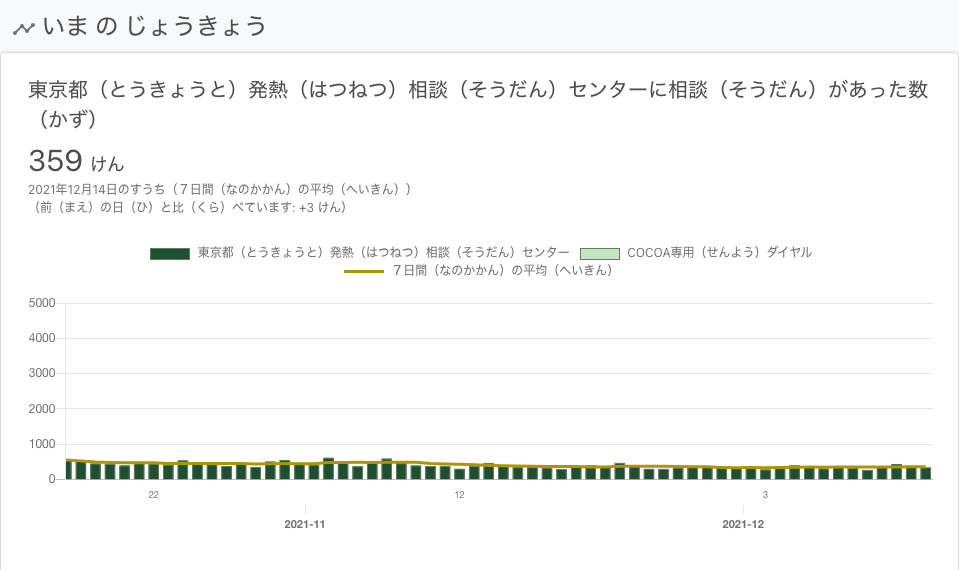 いま の じょうきょう
東京都（とうきょうと）発熱（はつねつ）相談（そうだん）センターに相談（そうだん）があった数
（かず）
359 けん
2021年12月14日のすうち（７日間（なのかかん）の平均（へいきん））
（前（まえ）の日（ひ）と比（くら）べています: +3 けん）
東京都（とうきょうと）発熱（はつねつ）相談（そうだん）センター COCOA専用（せんよう）ダイヤル
７日間（なのかかん）の平均（へいきん）
5000
4000
3000
2000
1000
0
22 12 3
2021-11 2021-12